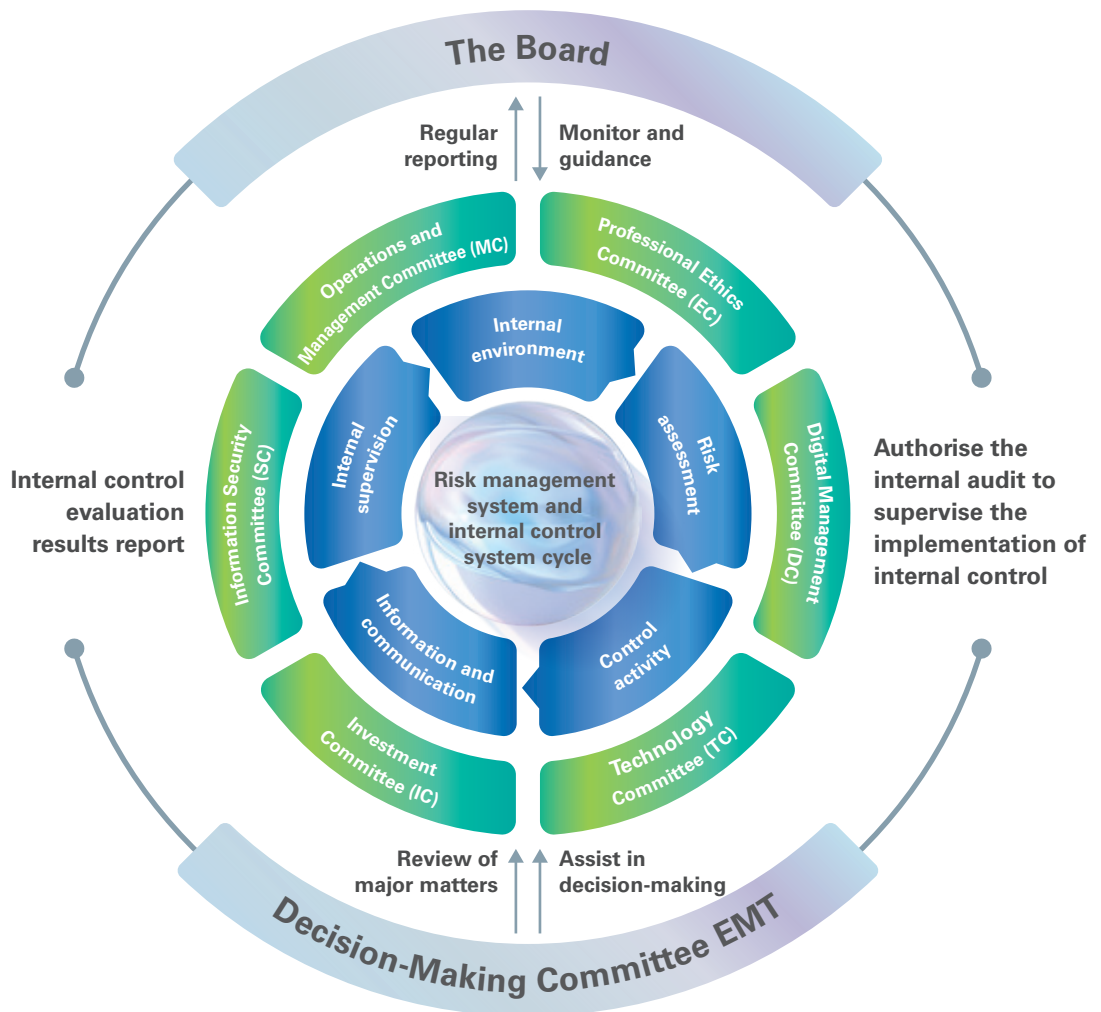 The Board
Regular
reporting
Monitor and
guidance
Operations and
Management Committee (MC)
Professional Ethics
Committee (EC)
Internal
environment
Internal
supervision
Risk
assessment
Information Security
Committee (SC)
Digital Management
Committee (DC)
Risk management
system and
internal control
system cycle
Internal control
evaluation
results report
Authorise the
internal audit to
supervise the
implementation of
internal control
Information and
communication
Control
activity
Investment
Committee (IC)
Technology
Committee (TC)
Review of
major matters
Assist in
decision-making
Decision-Making Committee EMT